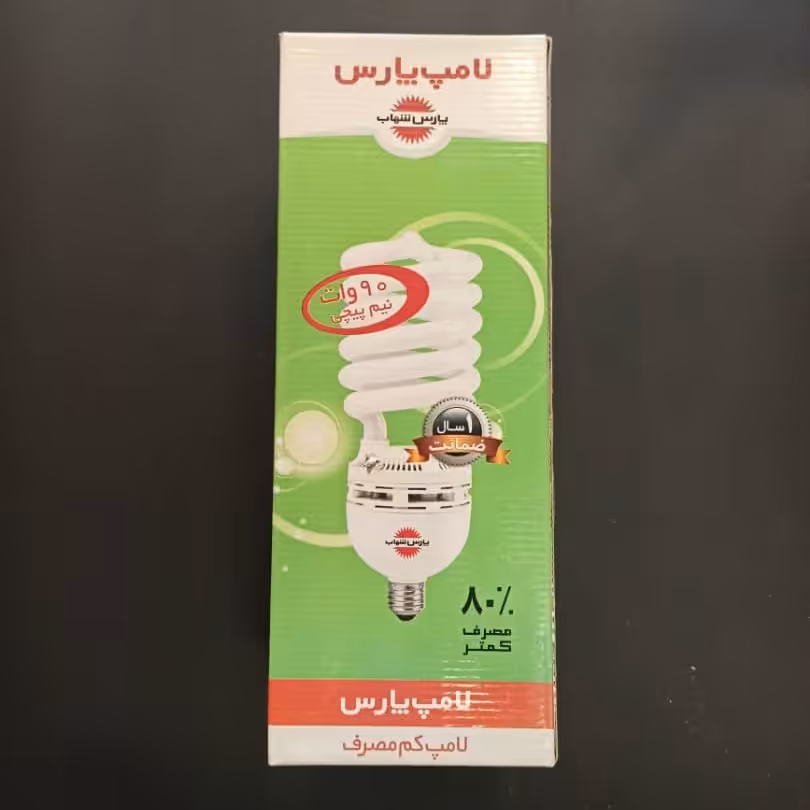 لامپ پارس
پارس شهاب
۹۰ وات
نیم پیچی
۱ سال
ضمانت
پارس شهاب
۸۰٪
مصرف
کمتر
لامپ پارس
لامپ کم مصرف